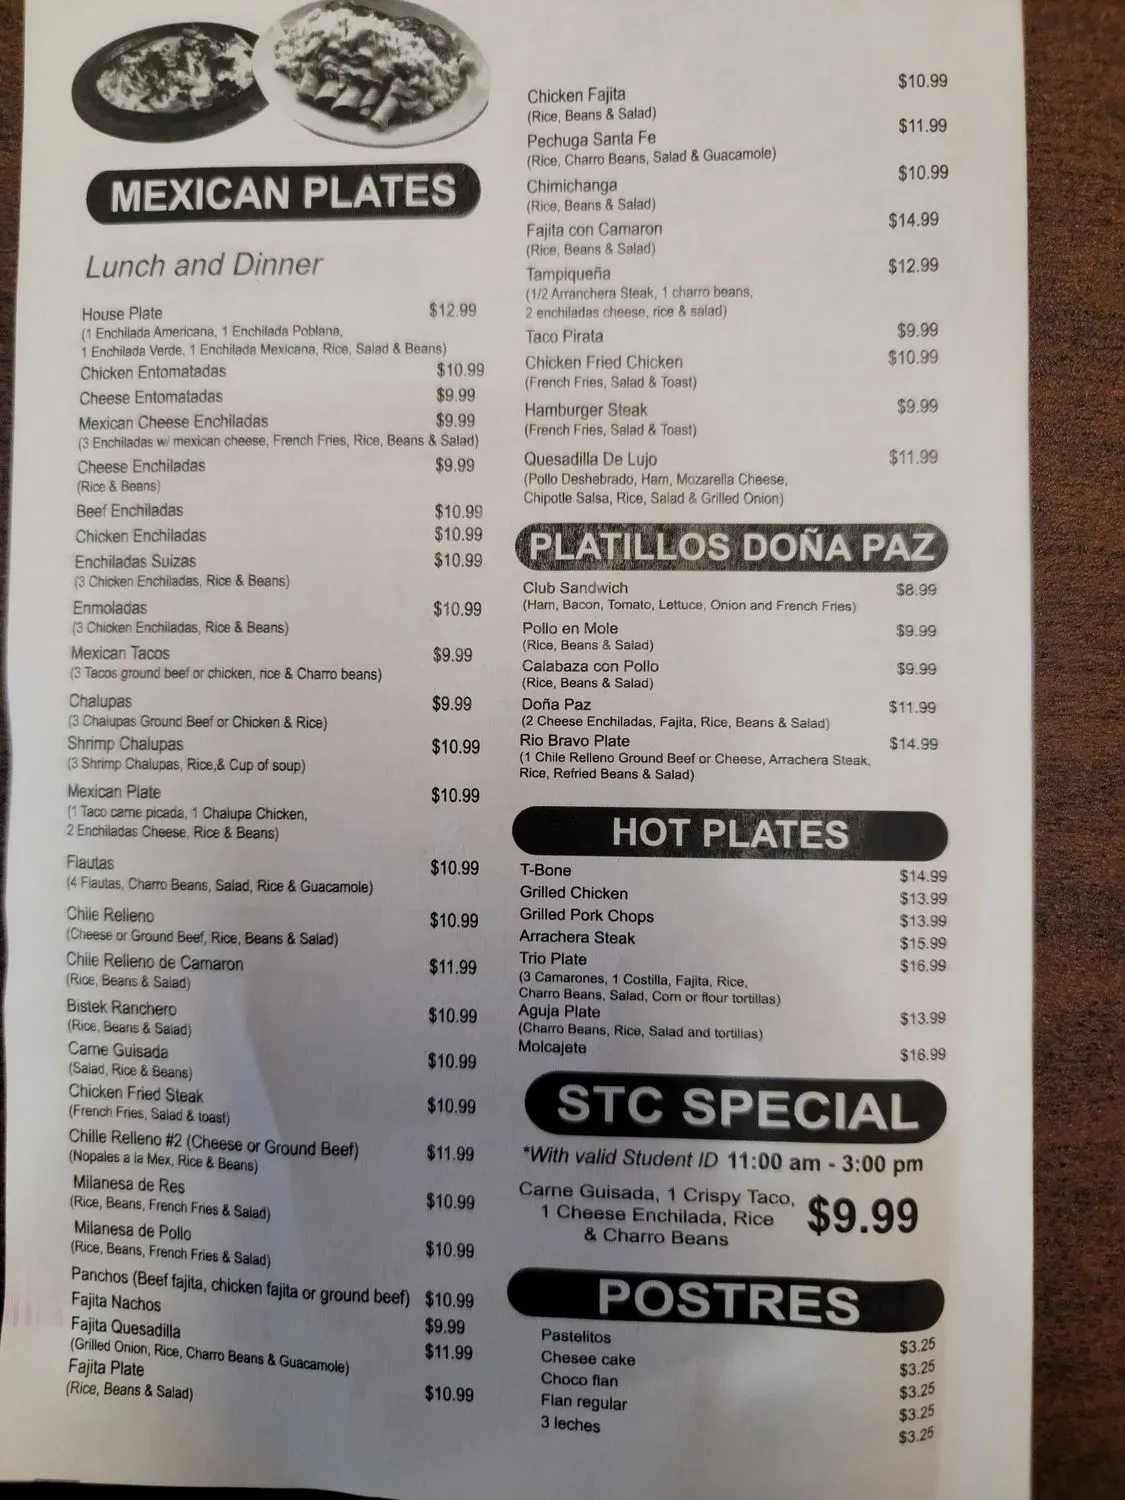 MEXICAN PLATES
Lunch and Dinner
House Plate $12.99
(1 Enchilada Americana, 1 Enchilada Poblana,
1 Enchilada Verde, 1 Enchilada Mexicana, Rice, Salad & Beans)
Chicken Entomatadas $10.99
Cheese Entomatadas $9.99
Mexican Cheese Enchiladas $9.99
(3 Enchiladas w/ mexican cheese, French Fries, Rice, Beans & Salad)
Cheese Enchiladas $9.99
(Rice & Beans)
Beef Enchiladas $10.99
Chicken Enchiladas $10.99
Enchiladas Suizas $10.99
(3 Chicken Enchiladas, Rice & Beans)
Enmoladas $10.99
(3 Chicken Enchiladas, Rice & Beans)
Mexican Tacos $9.99
(3 Tacos ground beef or chicken, rice & Charro beans)
Chalupas $9.99
(3 Chalupas Ground Beef or Chicken & Rice)
Shrimp Chalupas $10.99
(3 Shrimp Chalupas, Rice,& Cup of soup)
Mexican Plate $10.99
(1 Taco carne picada, 1 Chalupa Chicken,
2 Enchiladas Cheese, Rice & Beans)
Flautas $10.99
(4 Flautas, Charro Beans, Salad, Rice & Guacamole)
Chile Relleno $10.99
(Cheese or Ground Beef, Rice, Beans & Salad)
Chile Relleno de Camaron $11.99
(Rice, Beans & Salad)
Bistek Ranchero $10.99
(Rice, Beans & Salad)
Carne Guisada $10.99
(Salad, Rice & Beans)
Chicken Fried Steak $10.99
(French Fries, Salad & toast)
Chille Relleno #2 (Cheese or Ground Beef) $11.99
(Nopales a la Mex, Rice & Beans)
Milanesa de Res $10.99
(Rice, Beans, French Fries & Salad)
Milanesa de Pollo $10.99
(Rice, Beans, French Fries & Salad)
Panchos (Beef fajita, chicken fajita or ground beef) $10.99
Fajita Nachos $9.99
Fajita Quesadilla $11.99
(Grilled Onion, Rice, Charro Beans & Guacamole)
Fajita Plate $10.99
(Rice, Beans & Salad)
Chicken Fajita $10.99
(Rice, Beans & Salad)
Pechuga Santa Fe $11.99
(Rice, Charro Beans, Salad & Guacamole)
Chimichanga $10.99
(Rice, Beans & Salad)
Fajita con Camaron $14.99
(Rice, Beans & Salad)
Tampiqueña $12.99
(1/2 Arranchera Steak, 1 charro beans,
2 enchiladas cheese, rice & salad)
Taco Pirata $9.99
Chicken Fried Chicken $10.99
(French Fries, Salad & Toast)
Hamburger Steak $9.99
(French Fries, Salad & Toast)
Quesadilla De Lujo $11.99
(Pollo Deshebrado, Ham, Mozarella Cheese,
Chipotle Salsa, Rice, Salad & Grilled Onion)
PLATILLOS DOÑA PAZ
Club Sandwich $8.99
(Ham, Bacon, Tomato, Lettuce, Onion and French Fries)
Pollo en Mole $9.99
(Rice, Beans & Salad)
Calabaza con Pollo $9.99
(Rice, Beans & Salad)
Doña Paz $11.99
(2 Cheese Enchiladas, Fajita, Rice, Beans & Salad)
Rio Bravo Plate $14.99
(1 Chile Relleno Ground Beef or Cheese, Arrachera Steak,
Rice, Refried Beans & Salad)
HOT PLATES
T-Bone $14.99
Grilled Chicken $13.99
Grilled Pork Chops $13.99
Arrachera Steak $15.99
Trio Plate $16.99
(3 Camarones, 1 Costilla, Fajita, Rice,
Charro Beans, Salad, Corn or flour tortillas)
Aguja Plate $13.99
(Charro Beans, Rice, Salad and tortillas)
Molcajete $16.99
STC SPECIAL
*With valid Student ID 11:00 am - 3:00 pm
Carne Guisada, 1 Crispy Taco,
1 Cheese Enchilada, Rice $9.99
& Charro Beans
POSTRES
Pastelitos $3.25
Chesee cake $3.25
Choco flan $3.25
Flan regular $3.25
3 leches $3.25